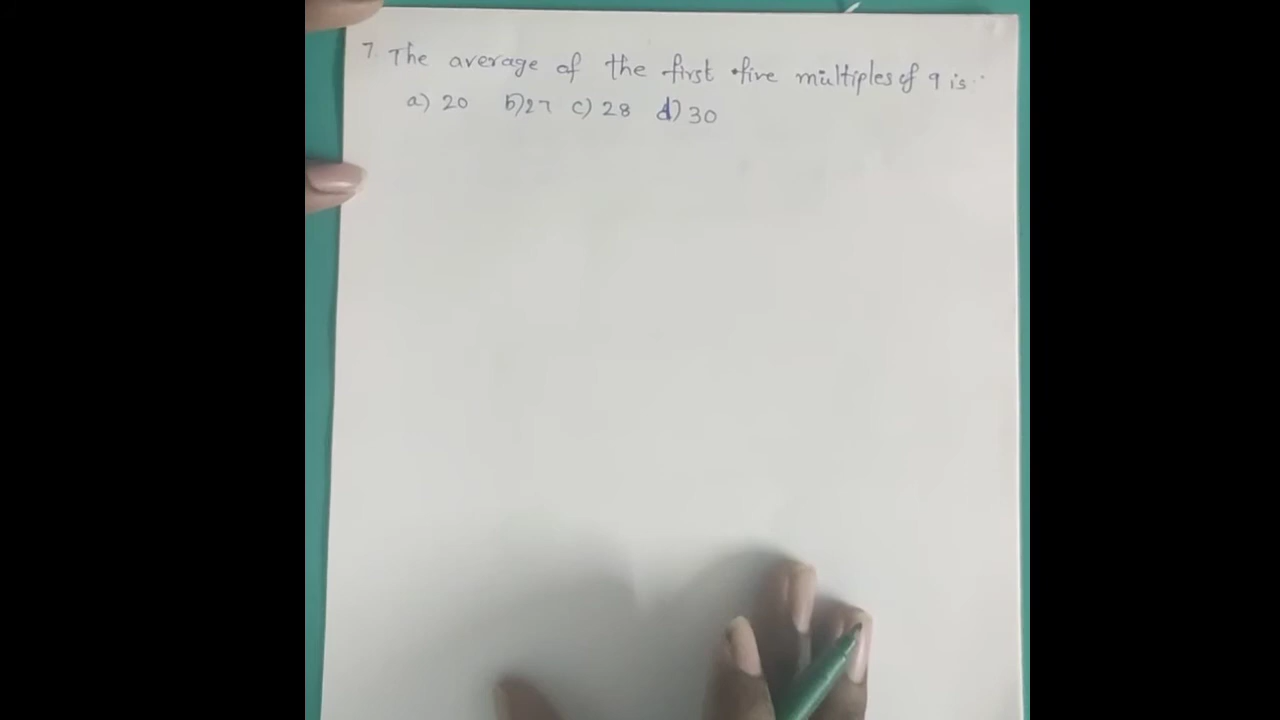 7. The average of the first five multiples of 9 is..
a) 20 b) 27 c) 28 d) 30